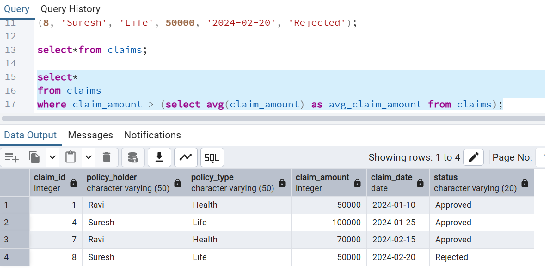 Query Query History
11 (8, 'Suresh', 'Life', 50000, '2024-02-20', 'Rejected');
12
13 select*from claims;
14
15 select*
16 from claims
17 where claim_amount > (select avg(claim_amount) as avg_claim_amount from claims);
Data Output Messages Notifications
SQL Showing rows: 1 to 4 Page No:
claim_id policy_holder policy_type claim_amount claim_date status
integer character varying (50) character varying (50) integer date character varying (20)
1 1 Ravi Health 50000 2024-01-10 Approved
2 4 Suresh Life 100000 2024-01-25 Approved
3 7 Ravi Health 70000 2024-02-15 Approved
4 8 Suresh Life 50000 2024-02-20 Rejected